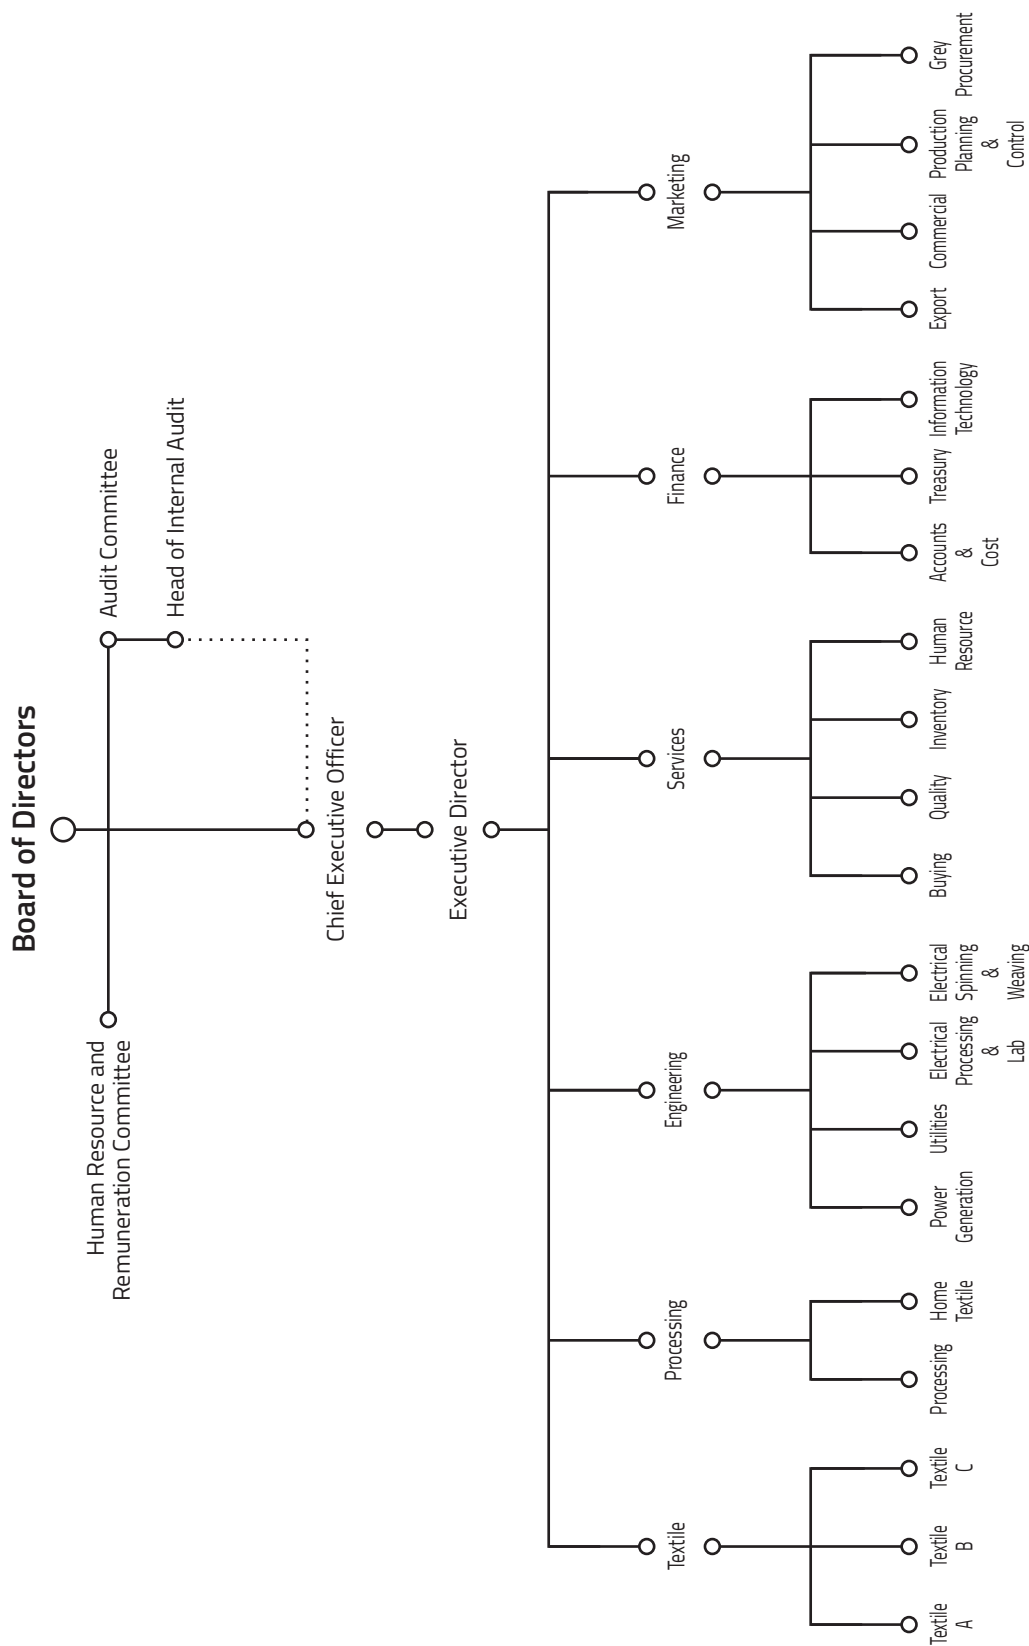 Board of Directors
Human Resource and
Remuneration Committee
Audit Committee
Head of Internal Audit
Chief Executive Officer
Executive Director
Textile
Processing
Engineering
Services
Finance
Marketing
Textile
A
Textile
B
Textile
C
Processing
Home
Textile
Power
Generation
Utilities
Electrical
Processing
&
Lab
Electrical
Spinning
&
Weaving
Buying
Quality
Inventory
Human
Resource
Accounts
&
Cost
Treasury
Information
Technology
Export
Commercial
Production
Planning
&
Control
Grey
Procurement